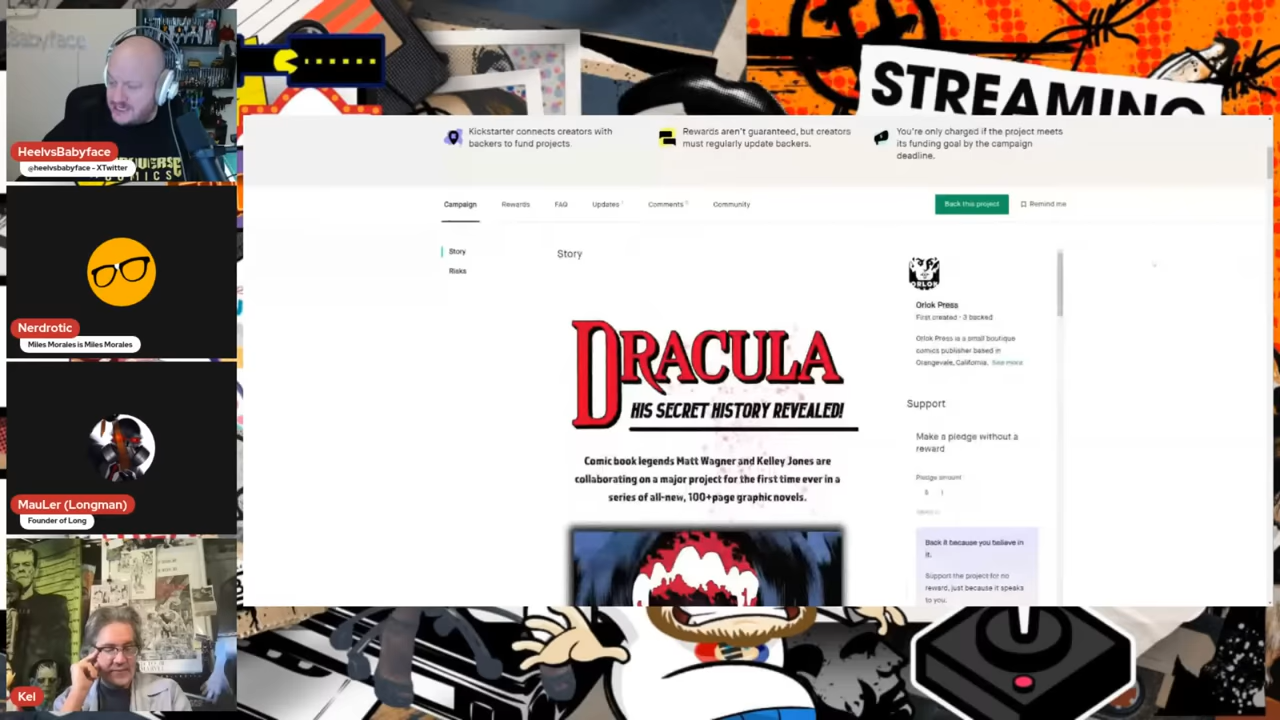 Babyface
HeelvsBabyface
@heelvsbabyface - XTwitter
Nerdrotic
Miles Morales is Miles Morales
MauLer (Longman)
Founder of Long
Kel
STREAMING
Kickstarter connects creators with
backers to fund projects.
Rewards aren't guaranteed, but creators
must regularly update backers.
You're only charged if the project meets
its funding goal by the campaign
deadline.
Campaign
Rewards
FAQ
Updates
Comments
Community
Back this project
Remind me
Story
Risks
Story
DRACULA
HIS SECRET HISTORY REVEALED!
Comic book legends Matt Wagner and Kelley Jones are
collaborating on a major project for the first time ever in a
series of all-new, 100+page graphic novels.
ORLOK
Orlok Press
First created · 3 backed
Orlok Press is a small boutique
comics publisher based in
Orangevale, California. See more
Support
Make a pledge without a
reward
Pledge amount
$ 1
Back it because you believe in
it.
Support the project for no
reward, just because it speaks
to you.